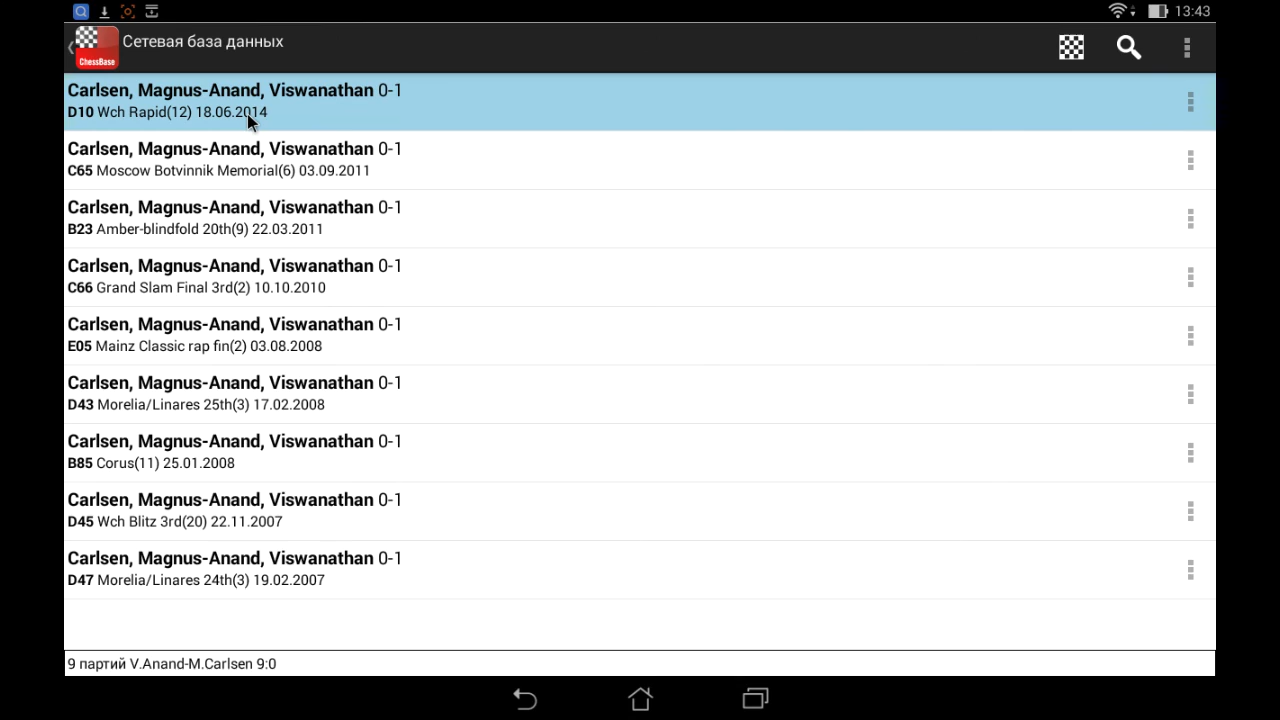 13:43
ChessBase
Сетевая база данных
Carlsen, Magnus-Anand, Viswanathan 0-1
D10 Wch Rapid(12) 18.06.2014
Carlsen, Magnus-Anand, Viswanathan 0-1
C65 Moscow Botvinnik Memorial(6) 03.09.2011
Carlsen, Magnus-Anand, Viswanathan 0-1
B23 Amber-blindfold 20th(9) 22.03.2011
Carlsen, Magnus-Anand, Viswanathan 0-1
C66 Grand Slam Final 3rd(2) 10.10.2010
Carlsen, Magnus-Anand, Viswanathan 0-1
E05 Mainz Classic rap fin(2) 03.08.2008
Carlsen, Magnus-Anand, Viswanathan 0-1
D43 Morelia/Linares 25th(3) 17.02.2008
Carlsen, Magnus-Anand, Viswanathan 0-1
B85 Corus(11) 25.01.2008
Carlsen, Magnus-Anand, Viswanathan 0-1
D45 Wch Blitz 3rd(20) 22.11.2007
Carlsen, Magnus-Anand, Viswanathan 0-1
D47 Morelia/Linares 24th(3) 19.02.2007
9 партий V.Anand-M.Carlsen 9:0